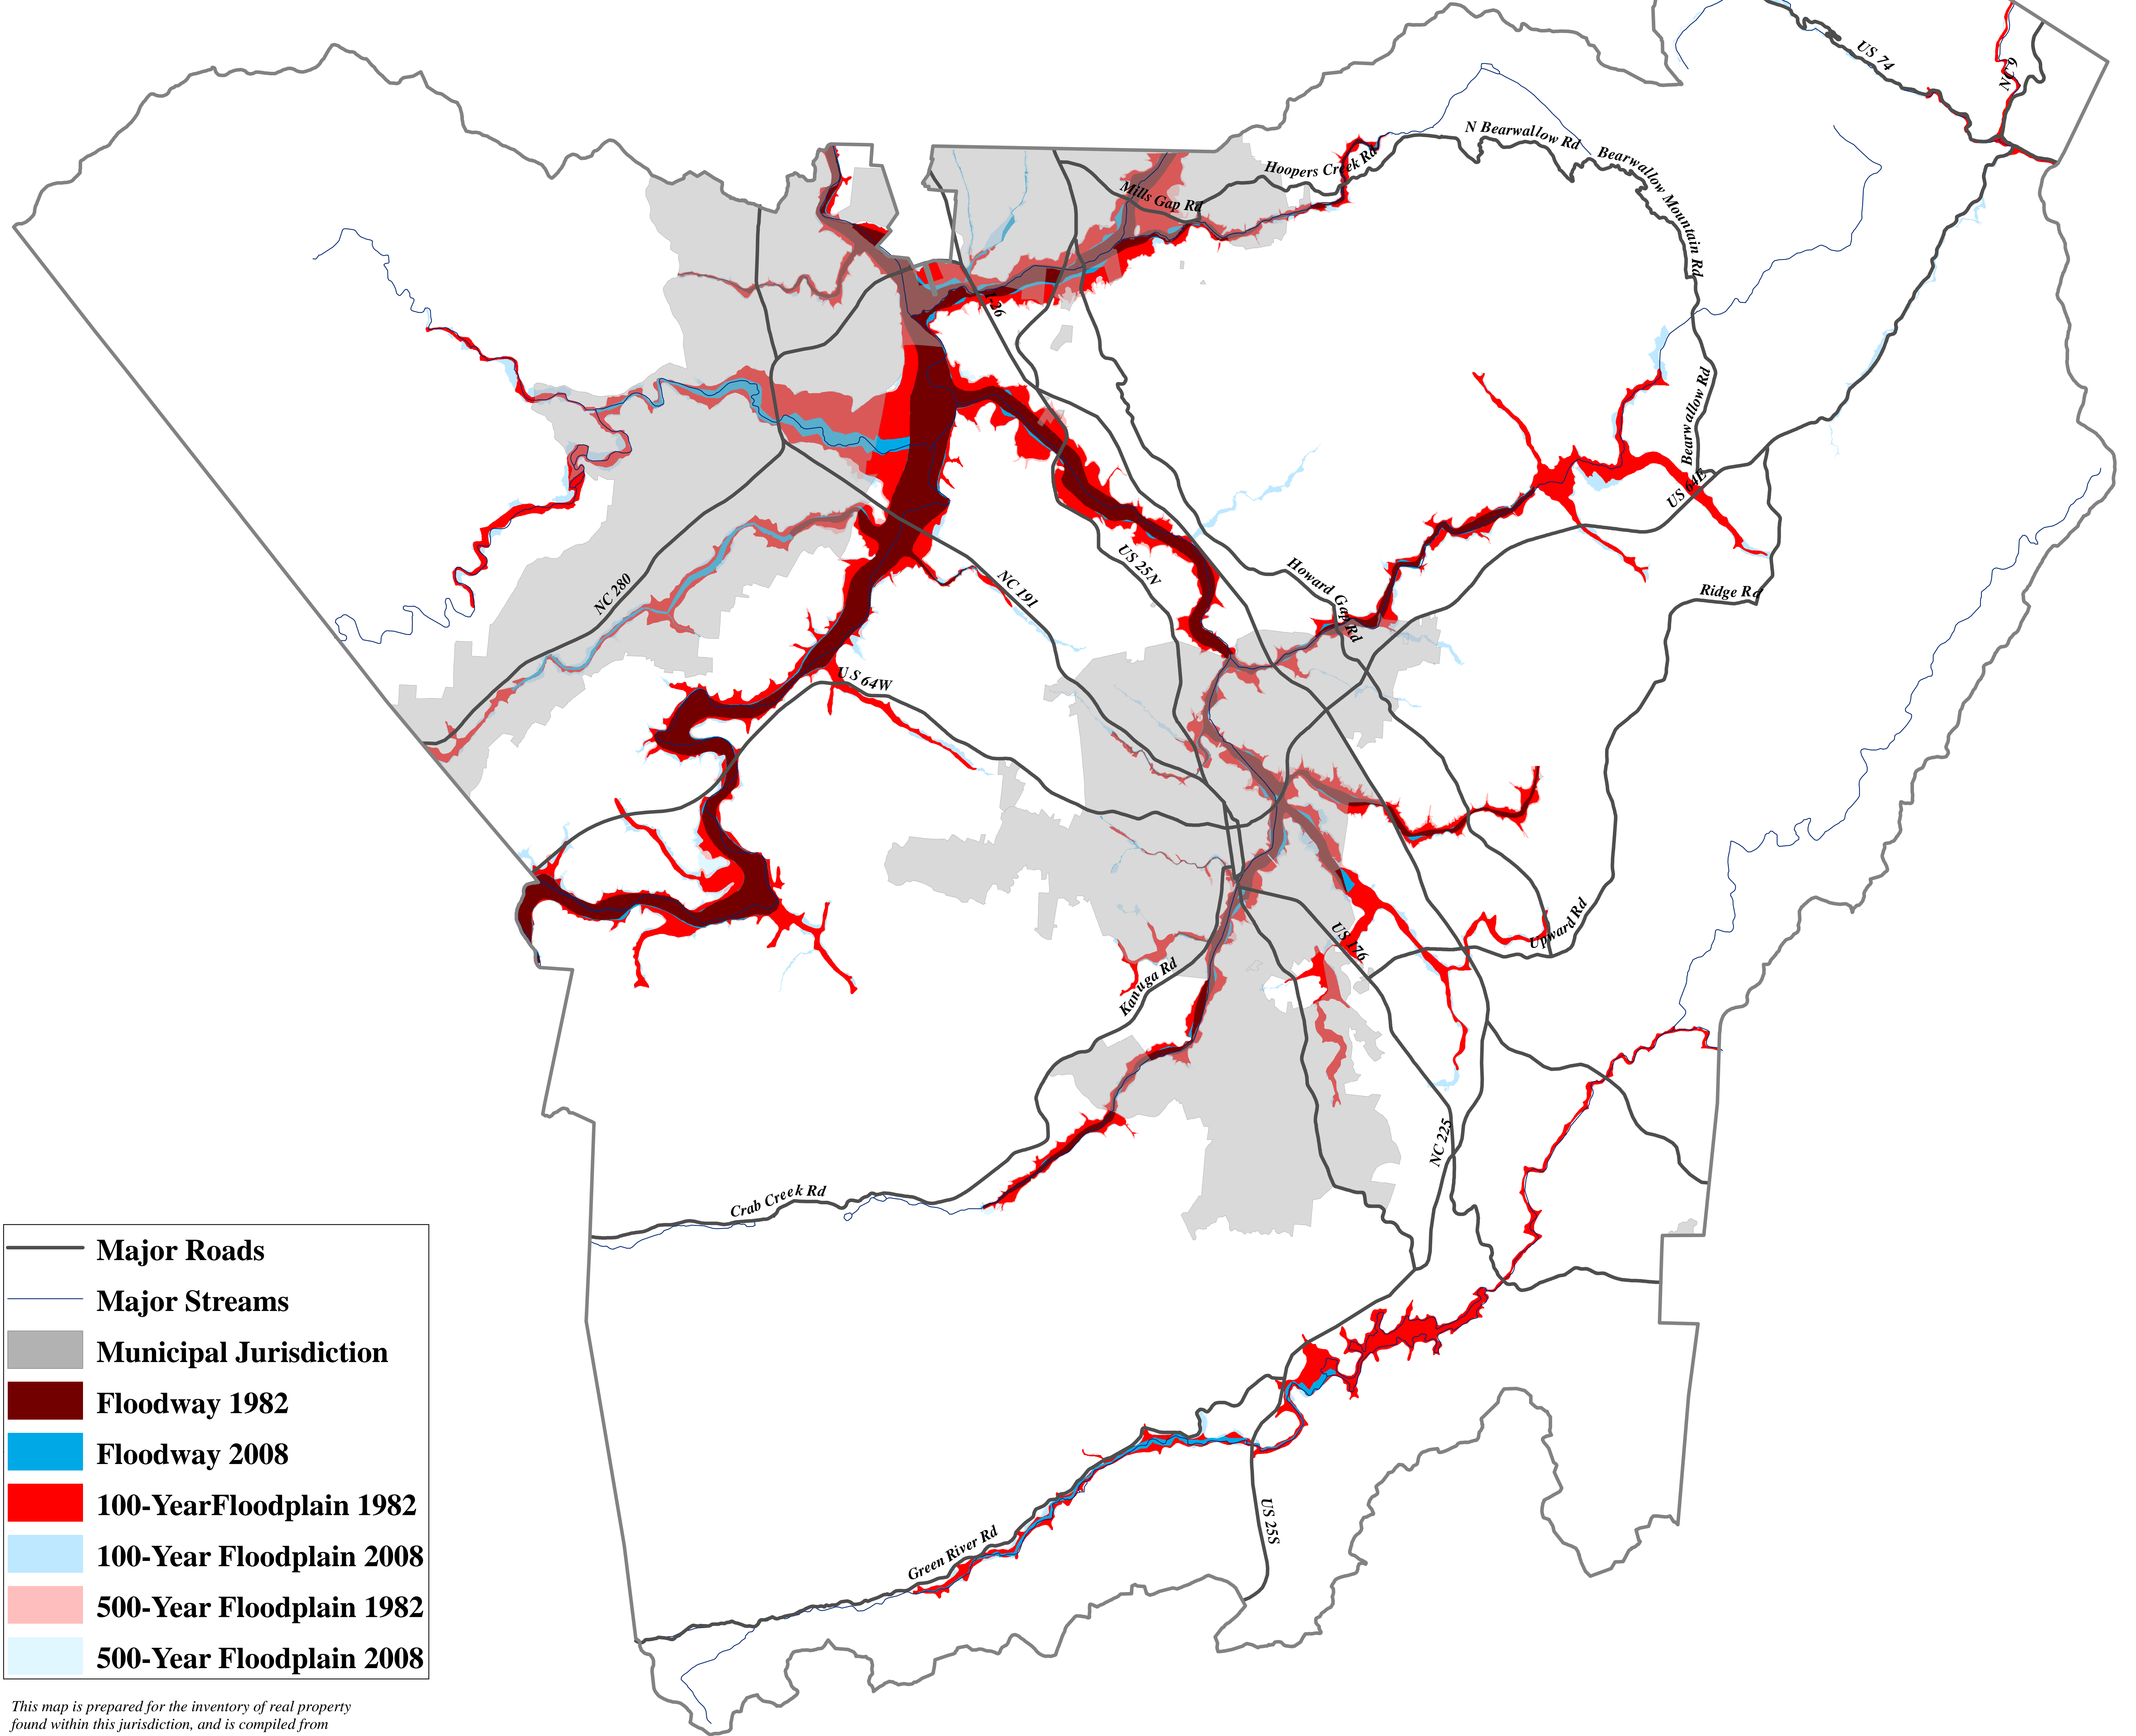 US 74
NC 9
N Bearwallow Rd
Bearwallow Mountain Rd
Hoopers Creek Rd
Mills Gap Rd
I-26
Bearwallow Rd
US 64E
US 25N
Howard Gap Rd
NC 280
NC 191
Ridge Rd
US 64W
Upward Rd
US 176
Kanuga Rd
NC 225
Crab Creek Rd
US 25S
Green River Rd
Major Roads
Major Streams
Municipal Jurisdiction
Floodway 1982
Floodway 2008
100-YearFloodplain 1982
100-Year Floodplain 2008
500-Year Floodplain 1982
500-Year Floodplain 2008
This map is prepared for the inventory of real property
found within this jurisdiction, and is compiled from